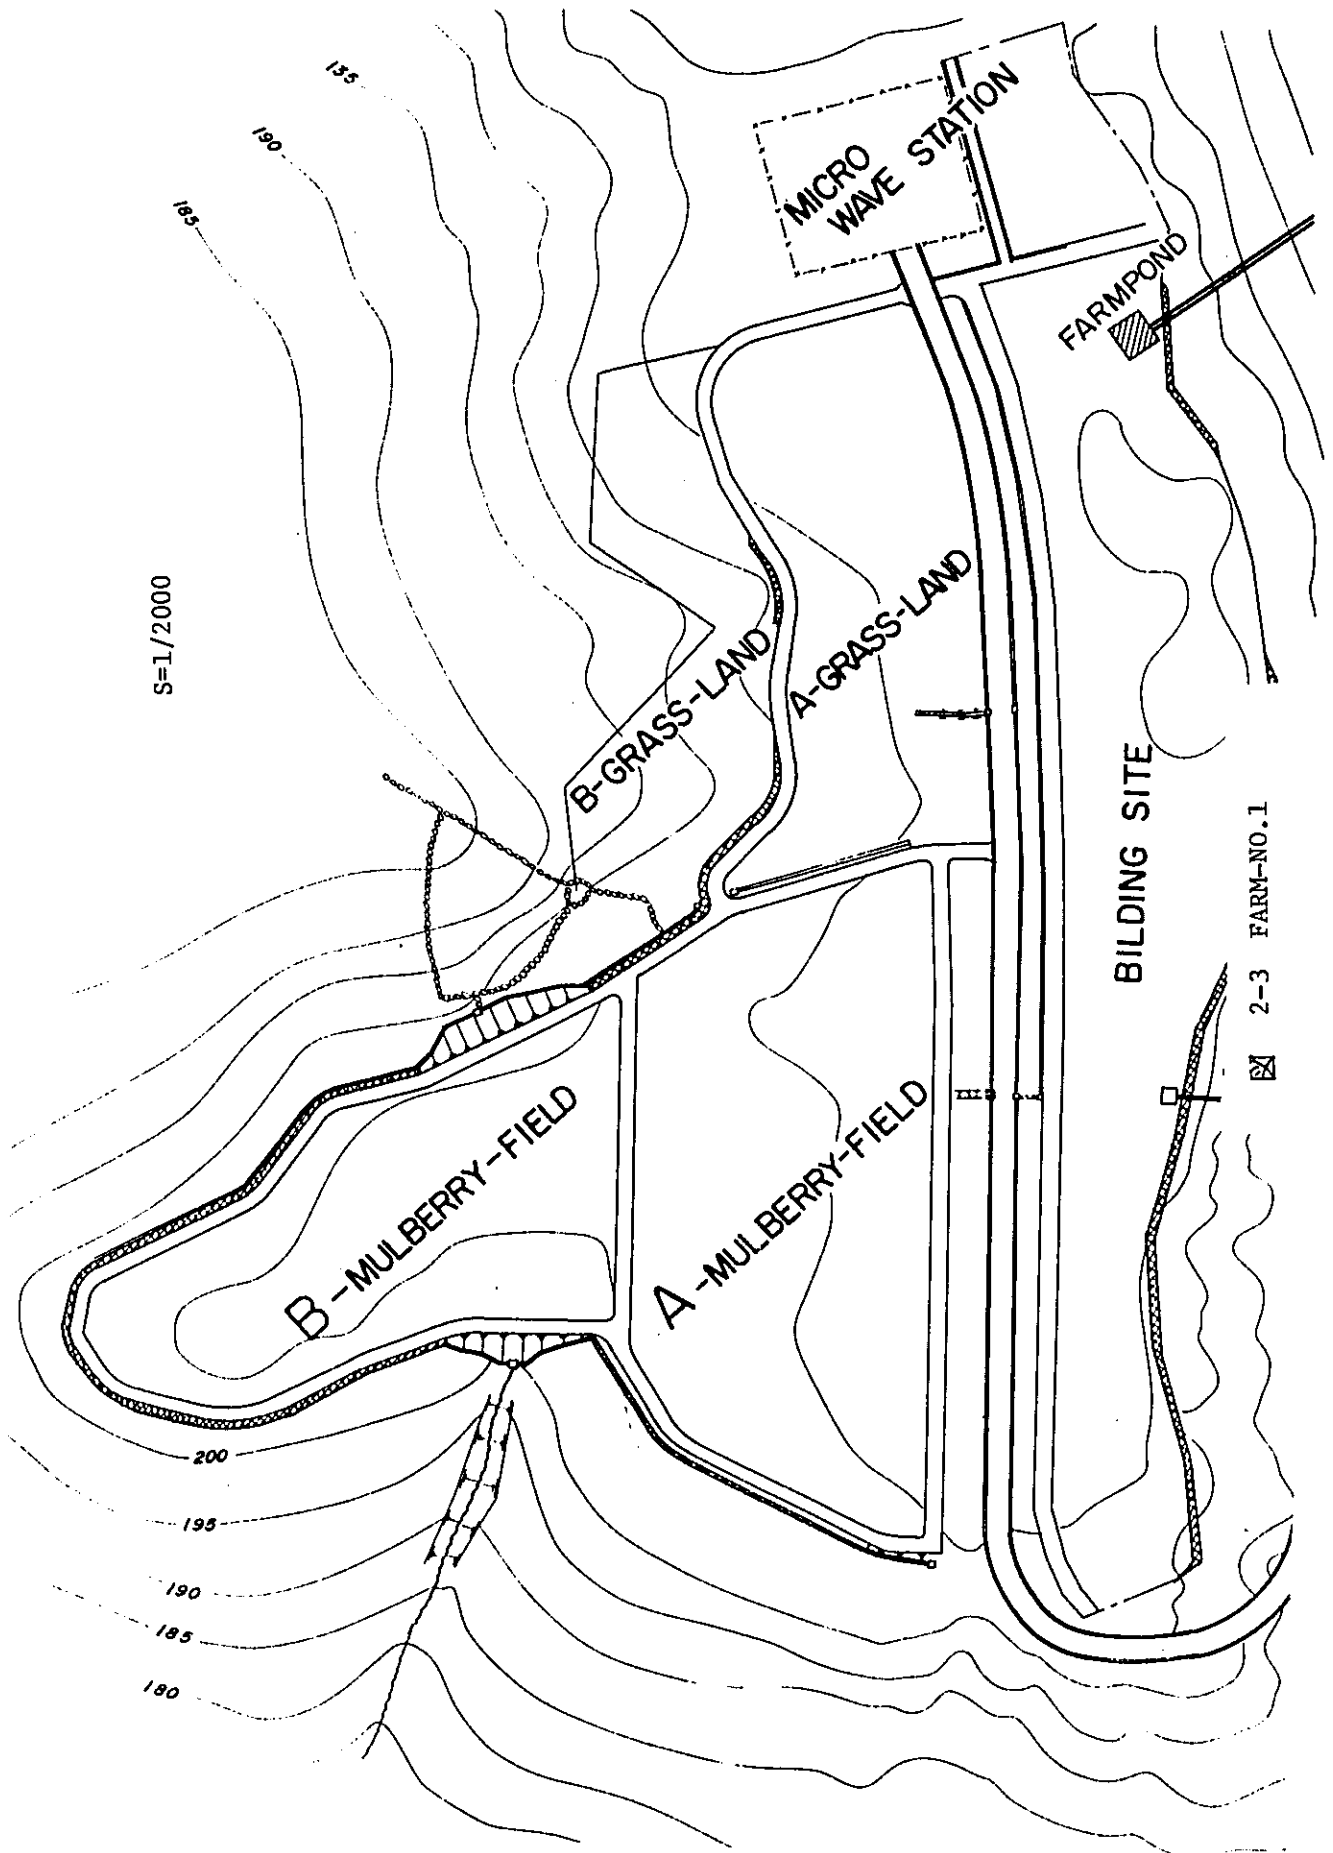 135
190
185
MICRO
WAVE STATION
FARMPOND
S=1/2000
B-GRASS-LAND
A-GRASS-LAND
BILDING SITE
B-MULBERRY-FIELD
A-MULBERRY-FIELD
200
195
190
185
180
図 2-3 FARM-NO.1